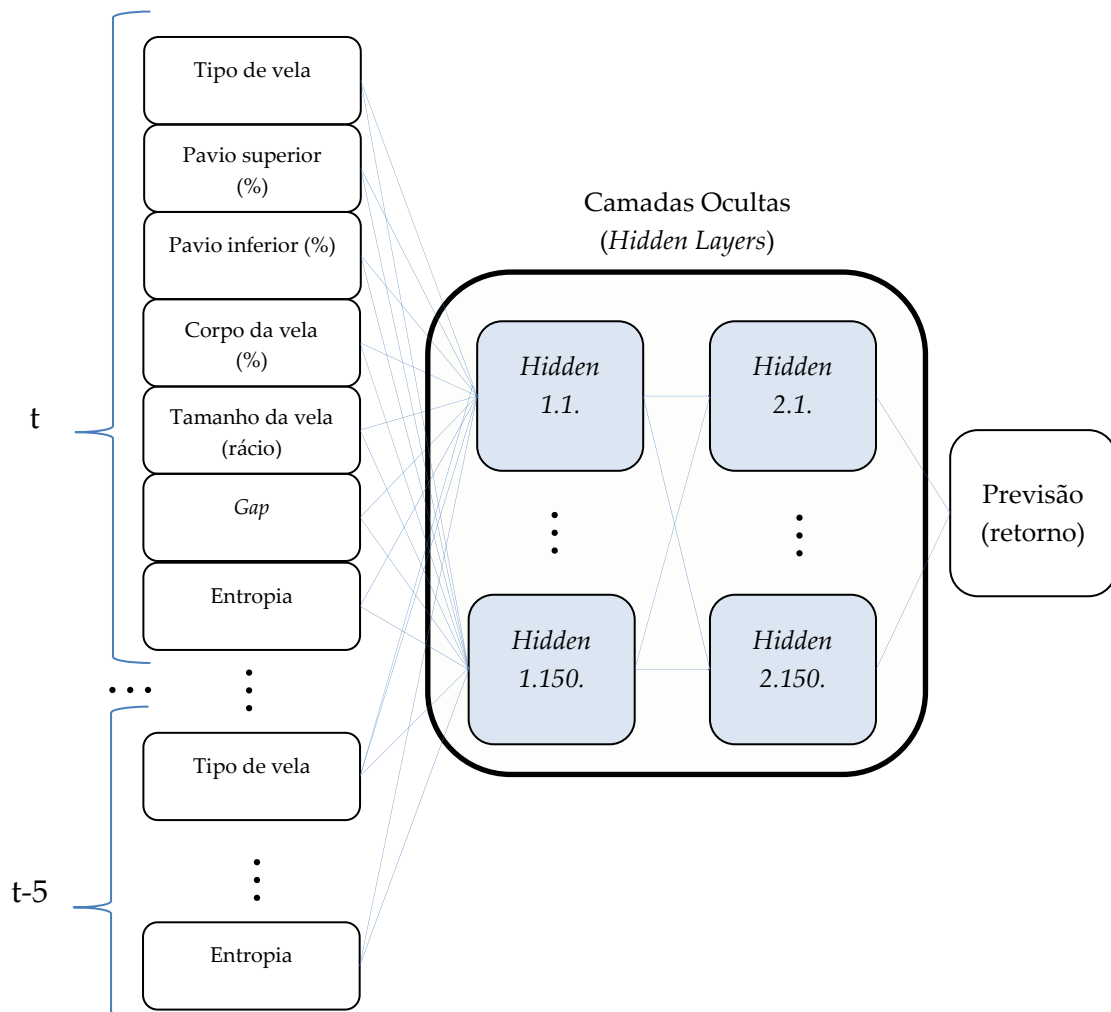 Tipo de vela
Pavio superior
(%)
Pavio inferior (%)
Corpo da vela
(%)
Tamanho da vela
(rácio)
Gap
Entropia
t
Tipo de vela
Entropia
t-5
Camadas Ocultas
(Hidden Layers)
Hidden
1.1.
Hidden
2.1.
Hidden
1.150.
Hidden
2.150.
Previsão
(retorno)